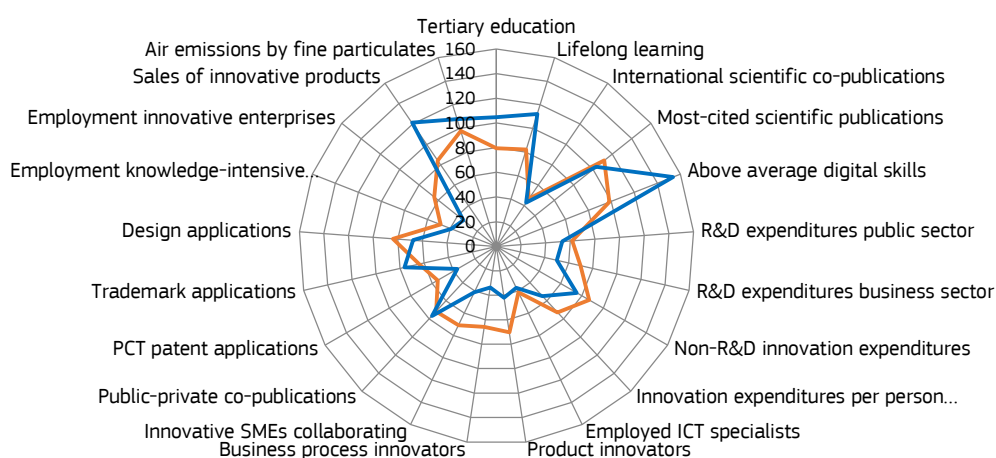 Tertiary education
Air emissions by fine particulates
160
Lifelong learning
Sales of innovative products
140
International scientific co-publications
Employment innovative enterprises
120
Most-cited scientific publications
100
80
Employment knowledge-intensive...
60
Above average digital skills
40
Design applications
20
R&D expenditures public sector
0
Trademark applications
R&D expenditures business sector
PCT patent applications
Non-R&D innovation expenditures
Public-private co-publications
Innovation expenditures per person...
Innovative SMEs collaborating
Employed ICT specialists
Business process innovators
Product innovators